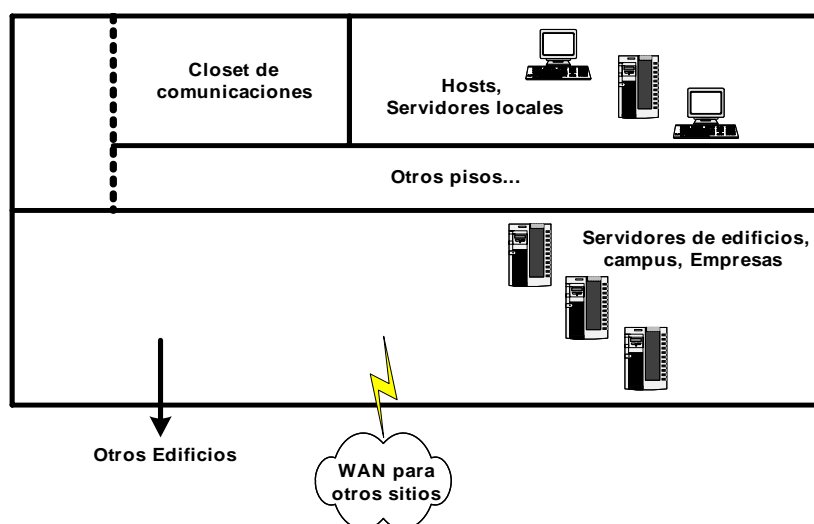 Closet de
comunicaciones
Hosts,
Servidores locales
Otros pisos...
Servidores de edificios,
campus, Empresas
Otros Edificios
WAN para
otros sitios